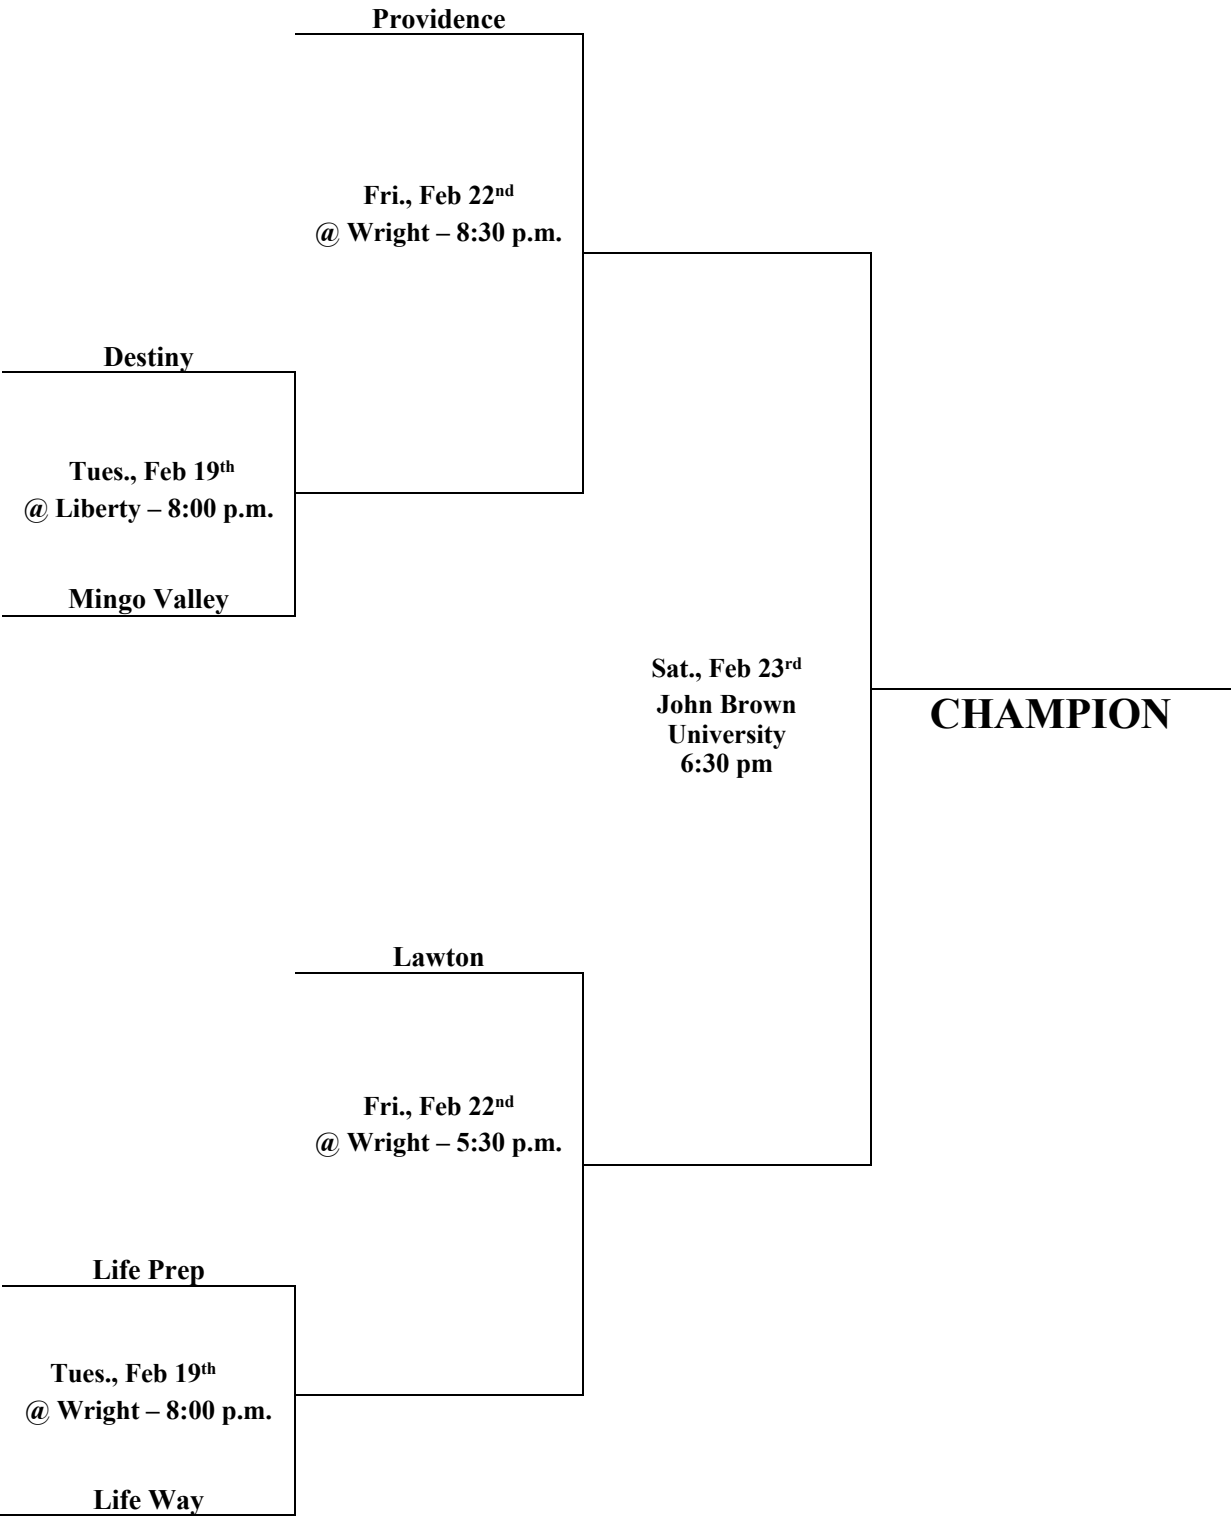 Providence
Fri., Feb 22nd
@ Wright – 8:30 p.m.
Destiny
Tues., Feb 19th
@ Liberty – 8:00 p.m.
Mingo Valley
Sat., Feb 23rd
John Brown
University
6:30 pm
CHAMPION
Lawton
Fri., Feb 22nd
@ Wright – 5:30 p.m.
Life Prep
Tues., Feb 19th
@ Wright – 8:00 p.m.
Life Way